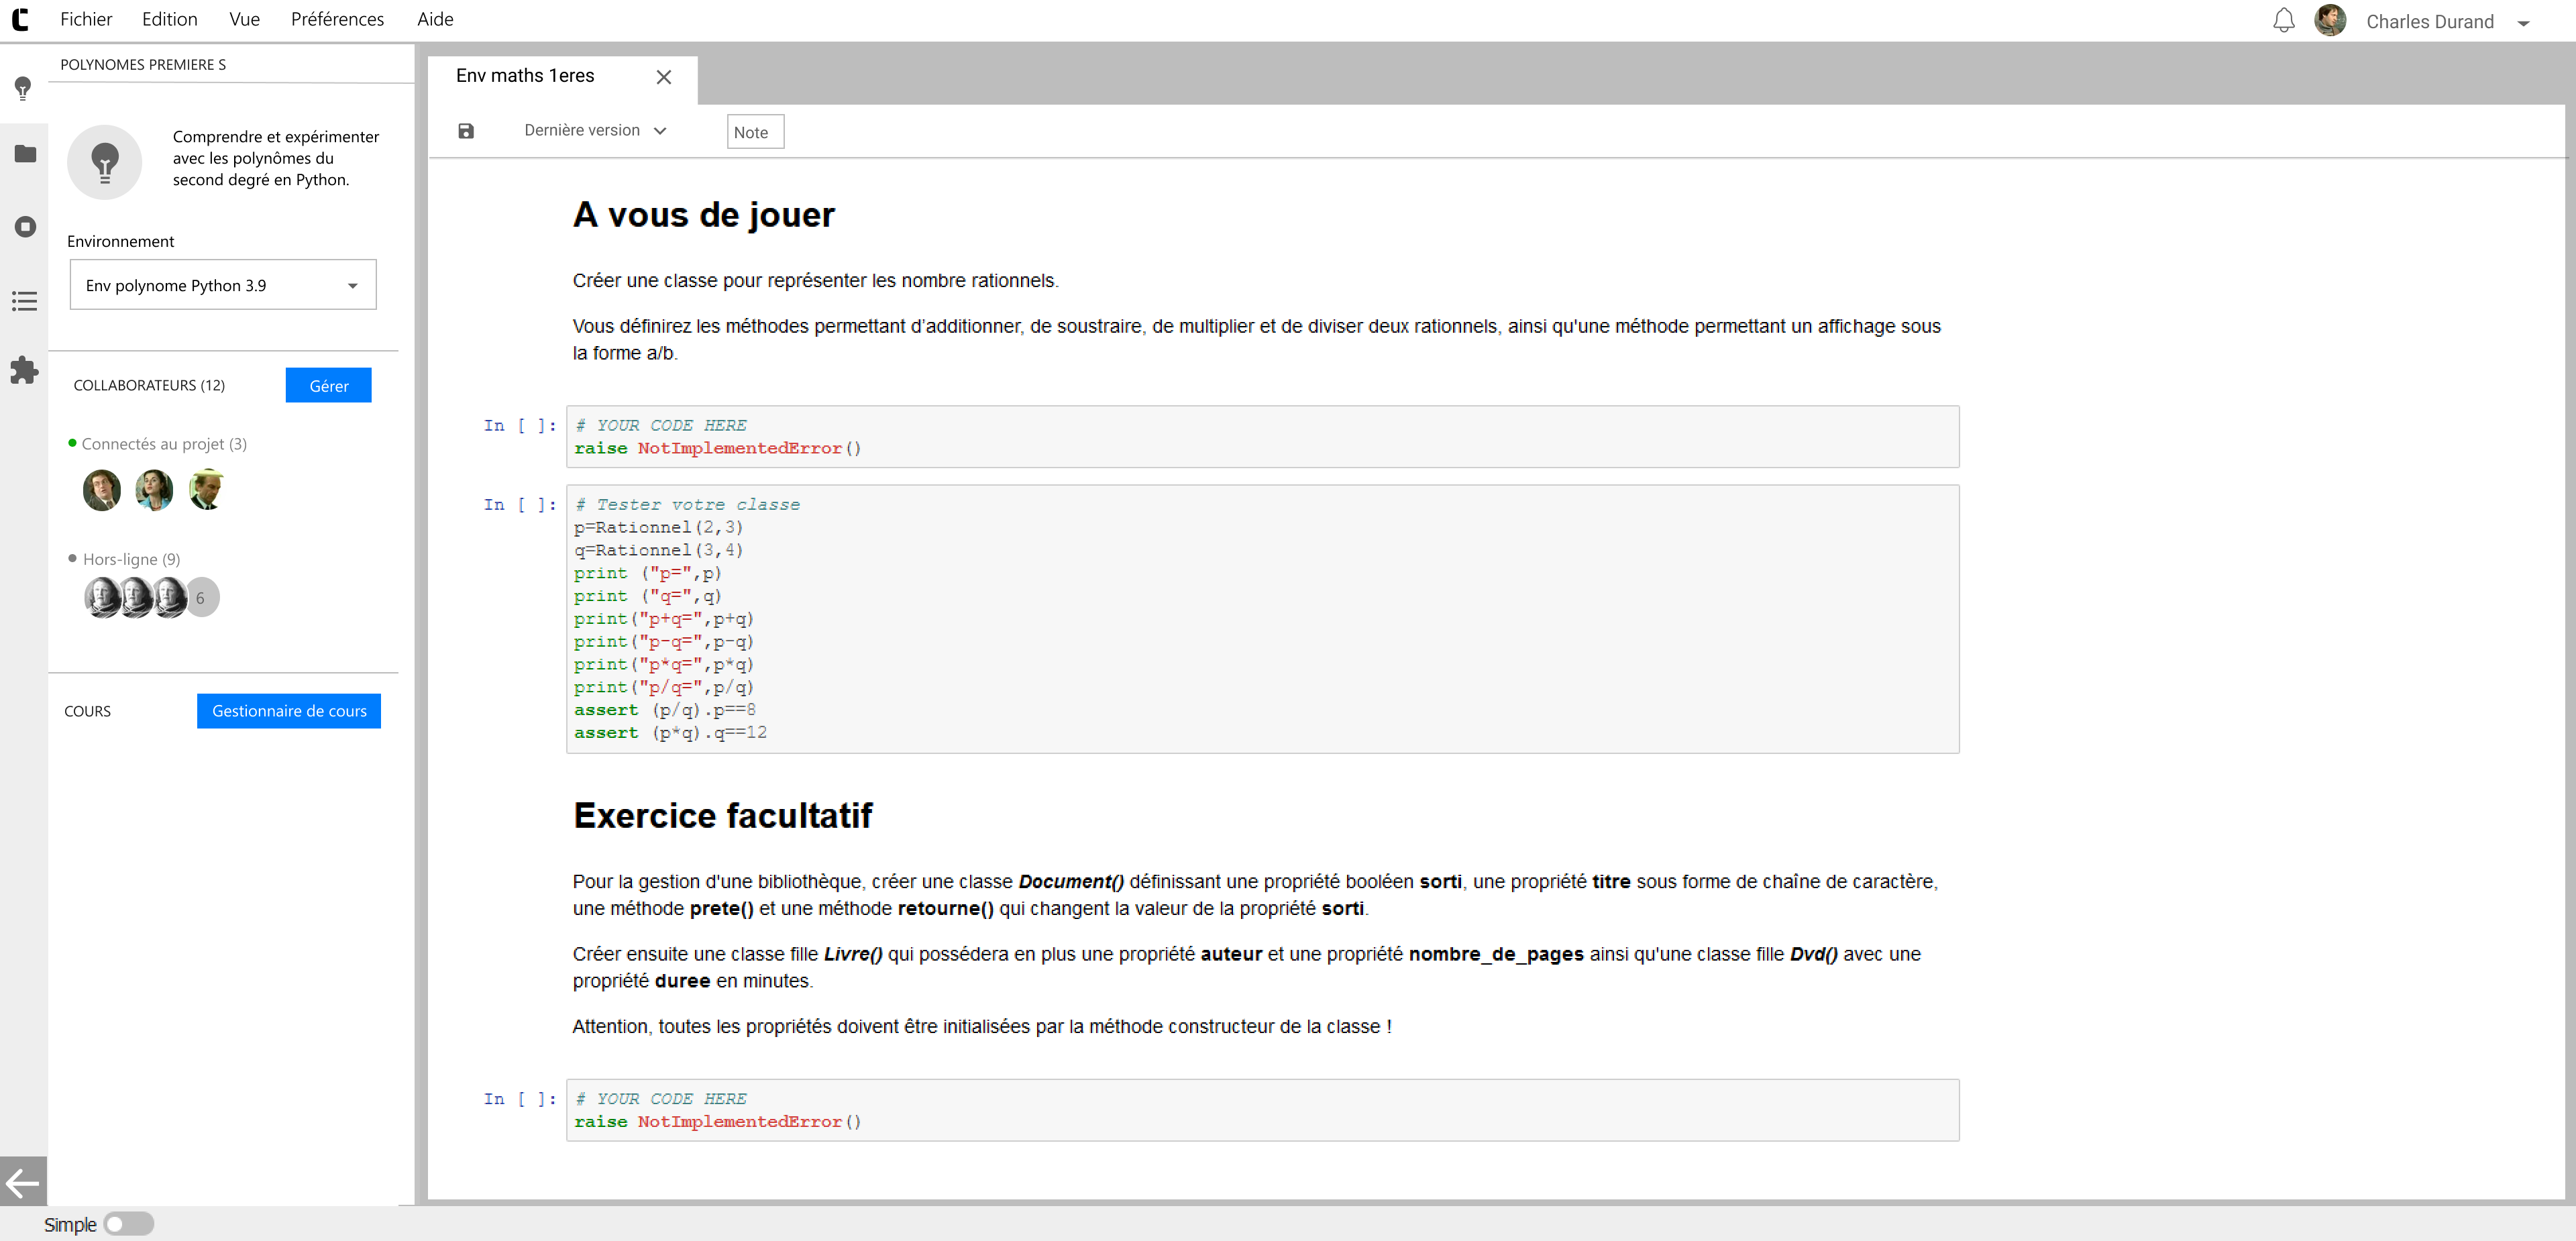 Fichier Edition Vue Préférences Aide
Charles Durand
POLYNOMES PREMIERE S
Comprendre et expérimenter
avec les polynômes du
second degré en Python.
Environnement
Env polynome Python 3.9
COLLABORATEURS (12) Gérer
Connectés au projet (3)
Hors-ligne (9)
6
COURS Gestionnaire de cours
Simple
Env maths 1eres
Dernière version Note
A vous de jouer
Créer une classe pour représenter les nombre rationnels.
Vous définirez les méthodes permettant d'additionner, de soustraire, de multiplier et de diviser deux rationnels, ainsi qu'une méthode permettant un affichage sous
la forme a/b.
In [ ]: # YOUR CODE HERE
raise NotImplementedError()
In [ ]: # Tester votre classe
p=Rationnel(2,3)
q=Rationnel(3,4)
print ("p=",p)
print ("q=",q)
print("p+q=",p+q)
print("p-q=",p-q)
print("p*q=",p*q)
print("p/q=",p/q)
assert (p/q).p==8
assert (p*q).q==12
Exercice facultatif
Pour la gestion d'une bibliothèque, créer une classe Document() définissant une propriété booléen sorti, une propriété titre sous forme de chaîne de caractère,
une méthode prete() et une méthode retourne() qui changent la valeur de la propriété sorti.
Créer ensuite une classe fille Livre() qui possédera en plus une propriété auteur et une propriété nombre_de_pages ainsi qu'une classe fille Dvd() avec une
propriété duree en minutes.
Attention, toutes les propriétés doivent être initialisées par la méthode constructeur de la classe !
In [ ]: # YOUR CODE HERE
raise NotImplementedError()